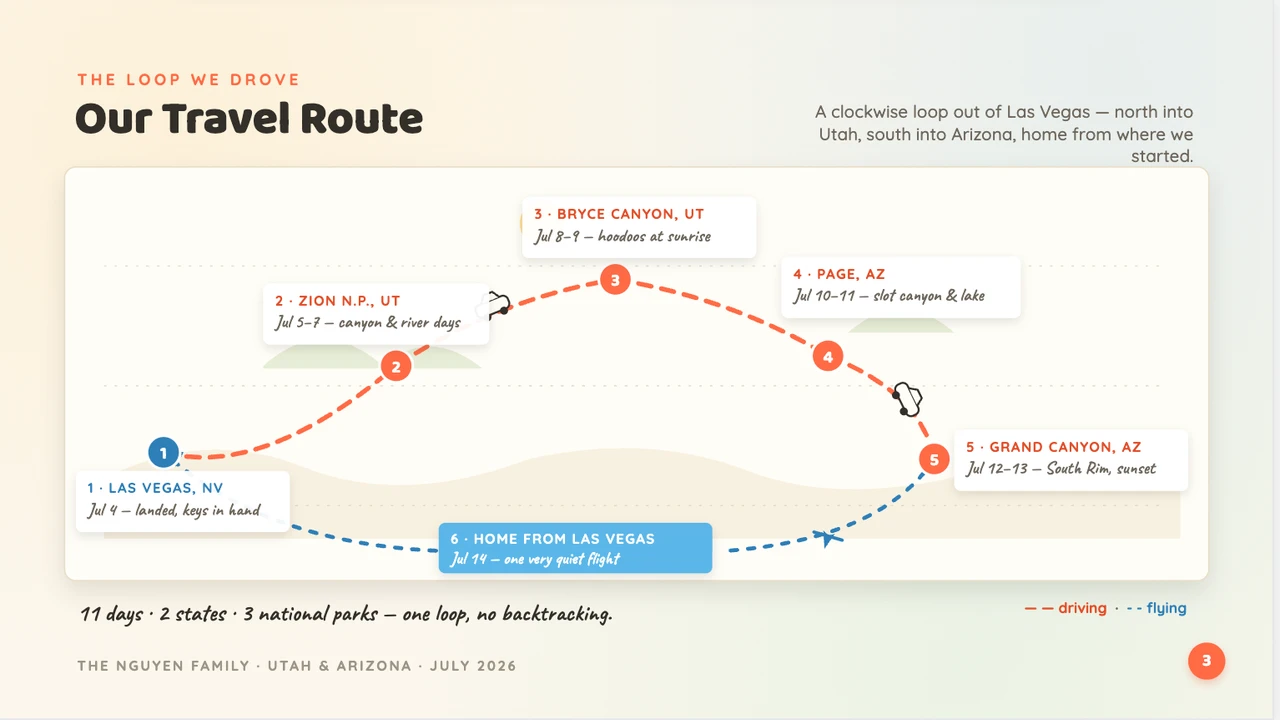 THE LOOP WE DROVE
Our Travel Route
A clockwise loop out of Las Vegas — north into
Utah, south into Arizona, home from where we
started.
3 · BRYCE CANYON, UT
Jul 8–9 — hoodoos at sunrise
3
4 · PAGE, AZ
Jul 10–11 — slot canyon & lake
4
2 · ZION N.P., UT
Jul 5–7 — canyon & river days
2
1
1 · LAS VEGAS, NV
Jul 4 — landed, keys in hand
5
5 · GRAND CANYON, AZ
Jul 12–13 — South Rim, sunset
6 · HOME FROM LAS VEGAS
Jul 14 — one very quiet flight
11 days · 2 states · 3 national parks — one loop, no backtracking.
— — driving · - - flying
THE NGUYEN FAMILY · UTAH & ARIZONA · JULY 2026
3